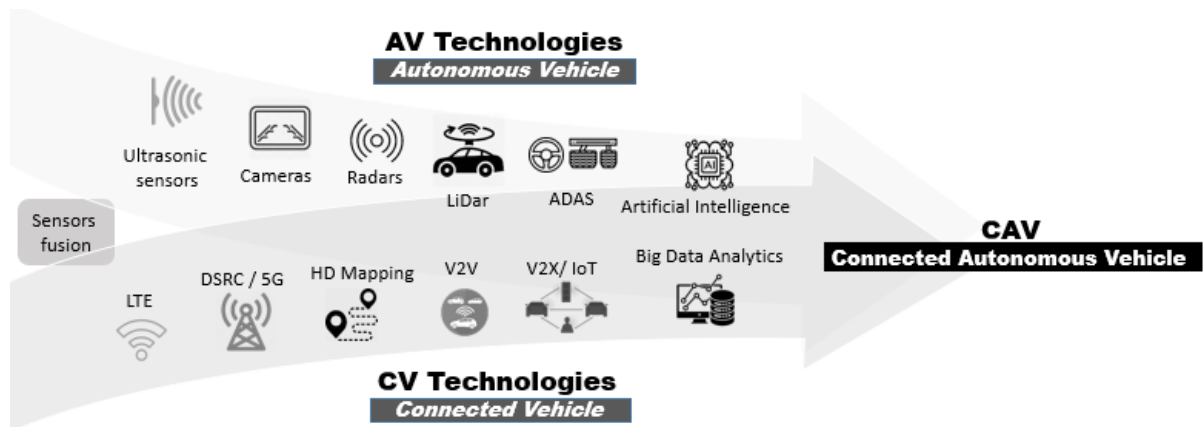 AV Technologies
Autonomous Vehicle
Ultrasonic
sensors
Cameras
Radars
LiDar
ADAS
AI
Artificial Intelligence
Sensors
fusion
CAV
Connected Autonomous Vehicle
LTE
DSRC / 5G
HD Mapping
V2V
V2X/ IoT
Big Data Analytics
CV Technologies
Connected Vehicle